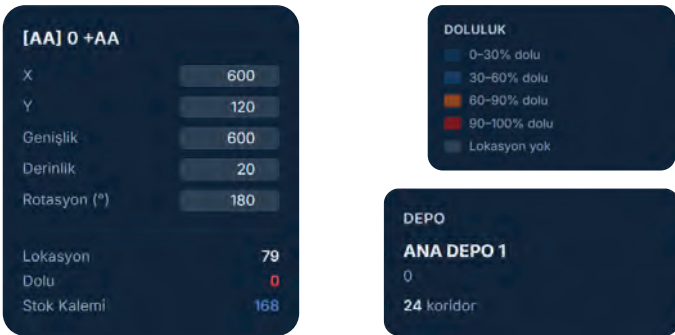 [AA] 0 +AA
X 600
Y 120
Genişlik 600
Derinlik 20
Rotasyon (°) 180
Lokasyon 79
Dolu 0
Stok Kalemi 168
DOLULUK
0-30% dolu
30-60% dolu
60-90% dolu
90-100% dolu
Lokasyon yok
DEPO
ANA DEPO 1
0
24 koridor